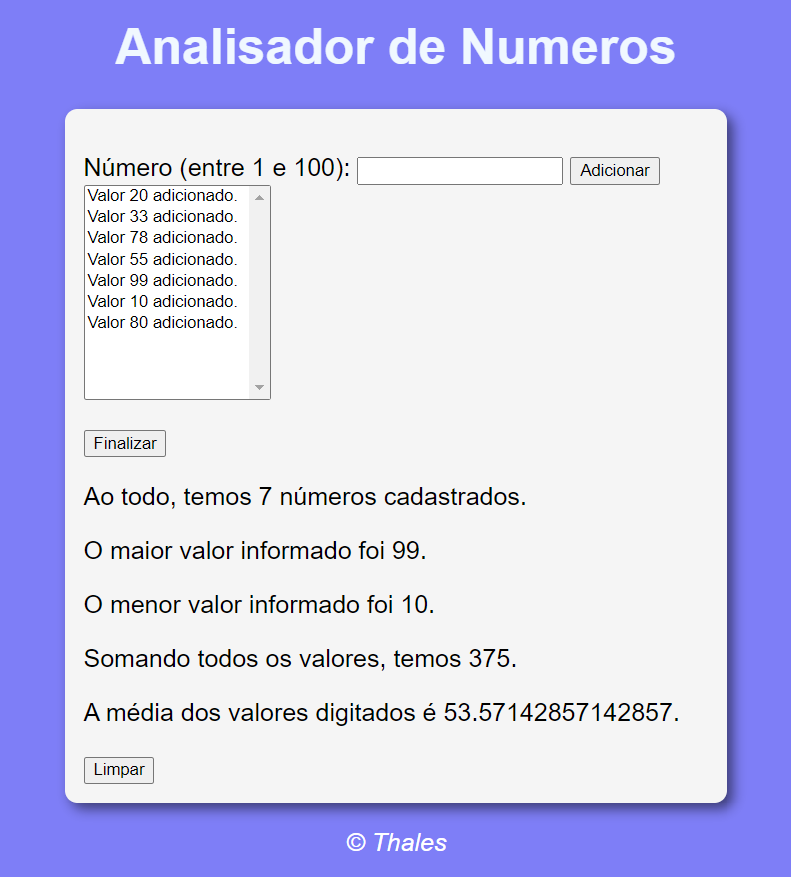 Analisador de Numeros
Número (entre 1 e 100): Adicionar
Valor 20 adicionado.
Valor 33 adicionado.
Valor 78 adicionado.
Valor 55 adicionado.
Valor 99 adicionado.
Valor 10 adicionado.
Valor 80 adicionado.
Finalizar
Ao todo, temos 7 números cadastrados.
O maior valor informado foi 99.
O menor valor informado foi 10.
Somando todos os valores, temos 375.
A média dos valores digitados é 53.57142857142857.
Limpar
© Thales